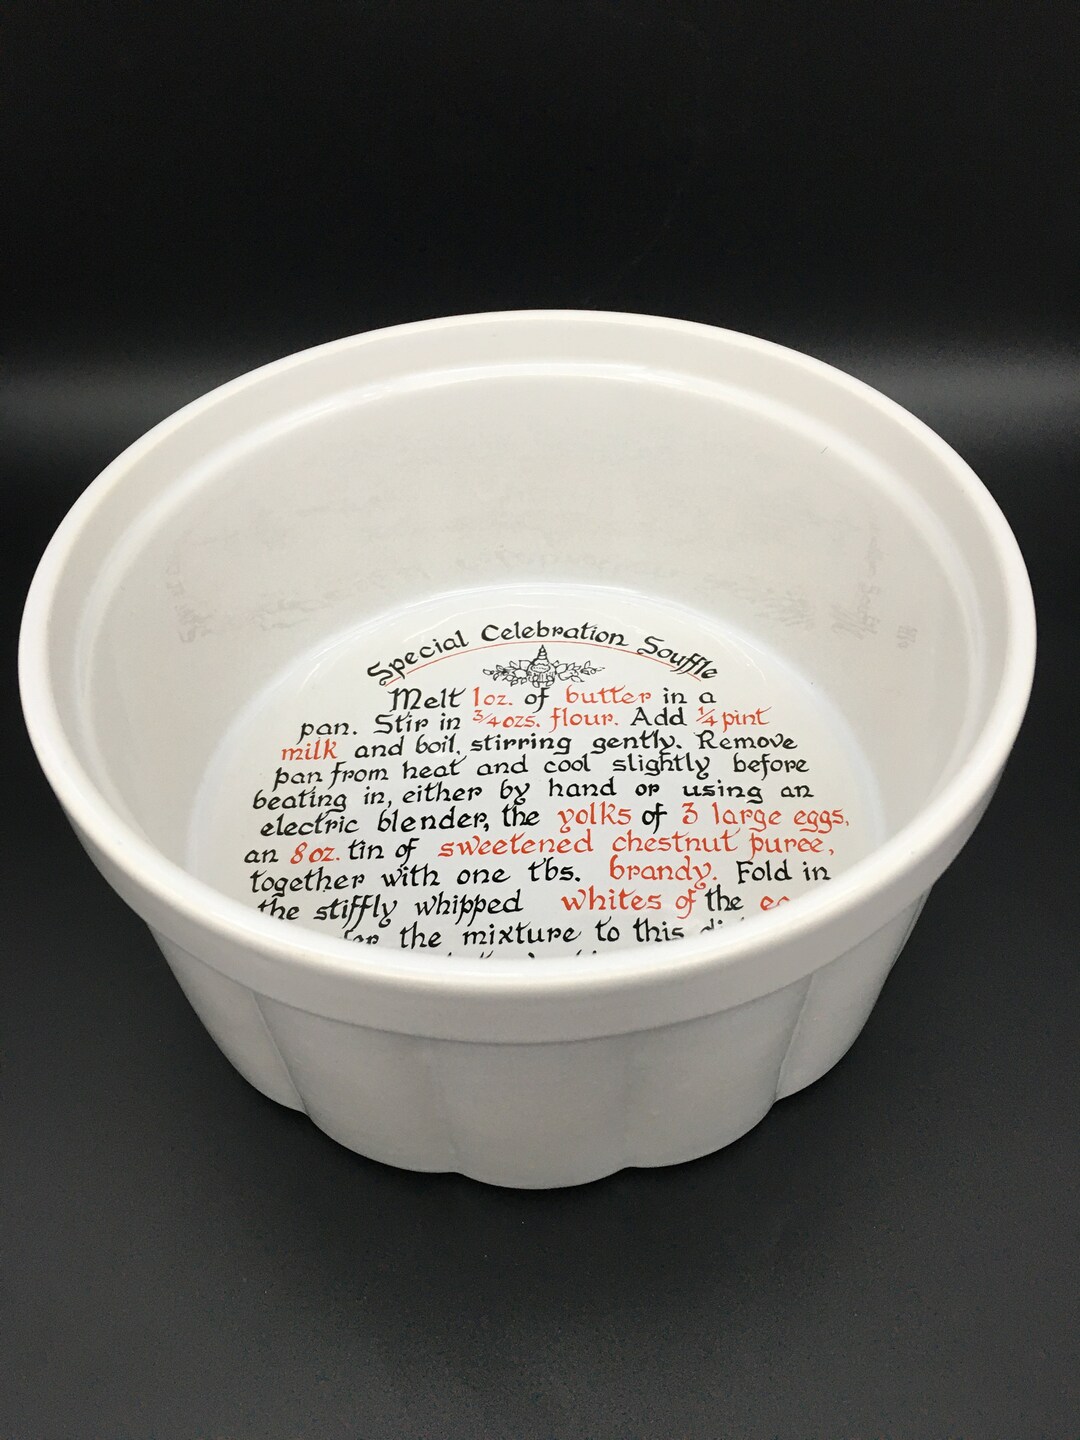 Special Celebration Souffle
Melt 1oz. of butter in a
pan. Stir in ¾ozs. flour. Add ¼ pint
milk and boil, stirring gently. Remove
pan from heat and cool slightly before
beating in, either by hand or using an
electric blender, the yolks of 3 large eggs,
an 8oz. tin of sweetened chestnut puree,
together with one tbs. brandy. Fold in
the stiffly whipped whites of the
the mixture to this